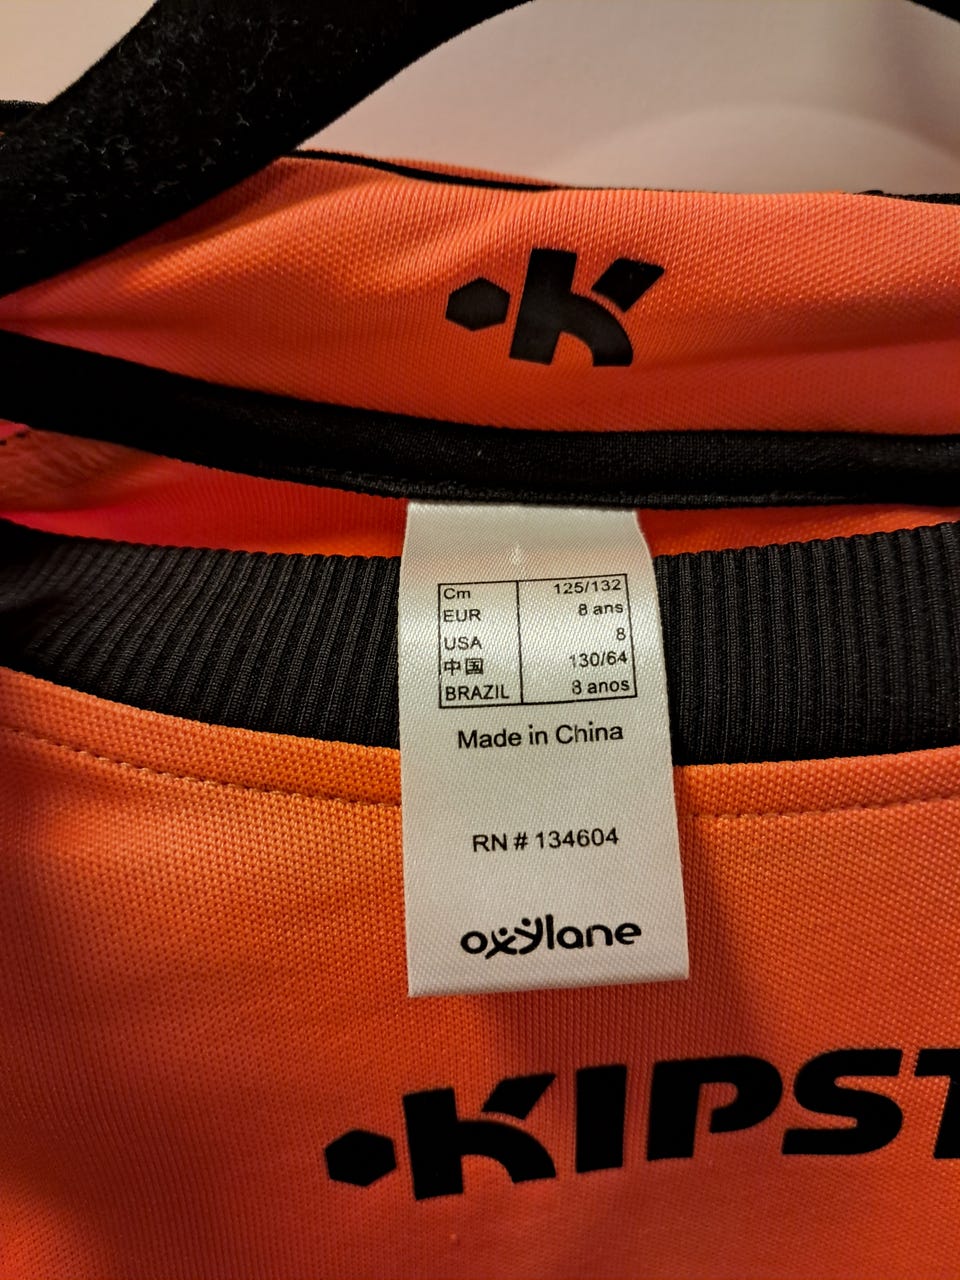 K
Cm 125/132
EUR 8 ans
USA 8
中国 130/64
BRAZIL 8 anos
Made in China
RN # 134604
oxylane
KIPST